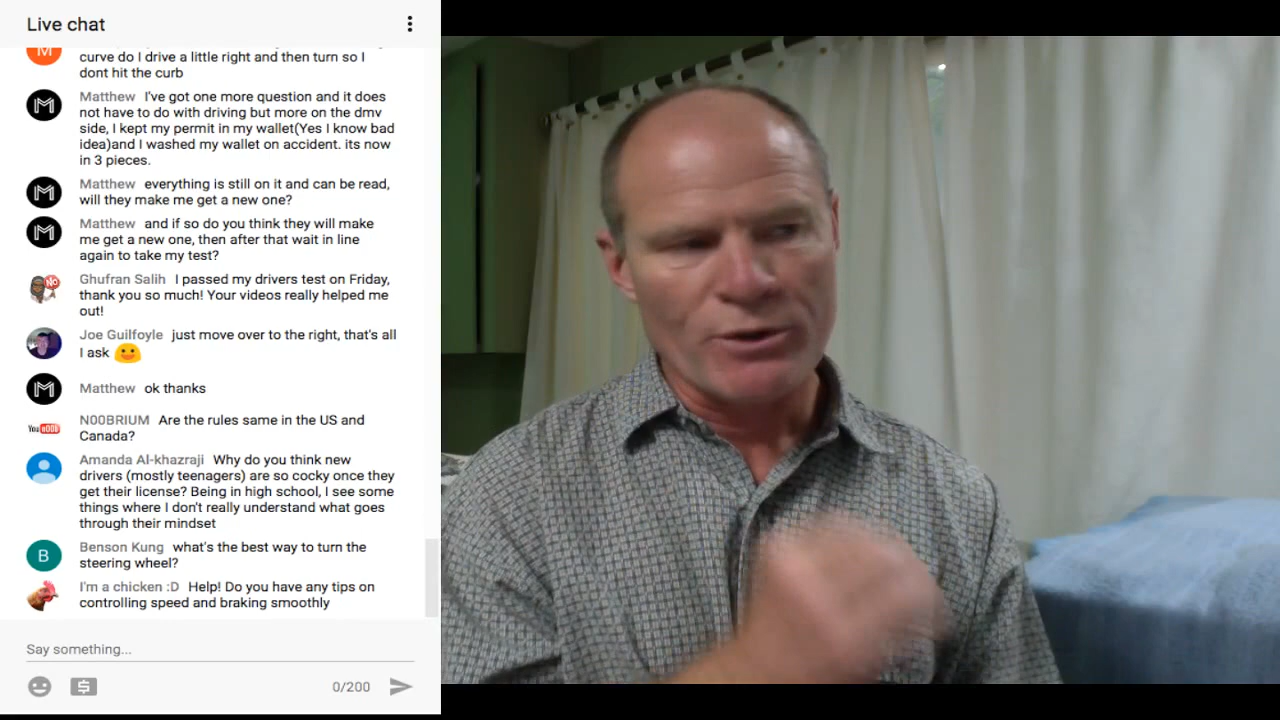 Live chat
curve do I drive a little right and then turn so I
dont hit the curb
Matthew I've got one more question and it does
not have to do with driving but more on the dmv
side, I kept my permit in my wallet(Yes I know bad
idea)and I washed my wallet on accident. its now
in 3 pieces.
Matthew everything is still on it and can be read,
will they make me get a new one?
Matthew and if so do you think they will make
me get a new one, then after that wait in line
again to take my test?
Ghufran Salih I passed my drivers test on Friday,
thank you so much! Your videos really helped me
out!
Joe Guilfoyle just move over to the right, that's all
I ask
Matthew ok thanks
N00BRIUM Are the rules same in the US and
Canada?
Amanda Al-khazraji Why do you think new
drivers (mostly teenagers) are so cocky once they
get their license? Being in high school, I see some
things where I don't really understand what goes
through their mindset
B
Benson Kung what's the best way to turn the
steering wheel?
I'm a chicken :D Help! Do you have any tips on
controlling speed and braking smoothly
Say something...
0/200